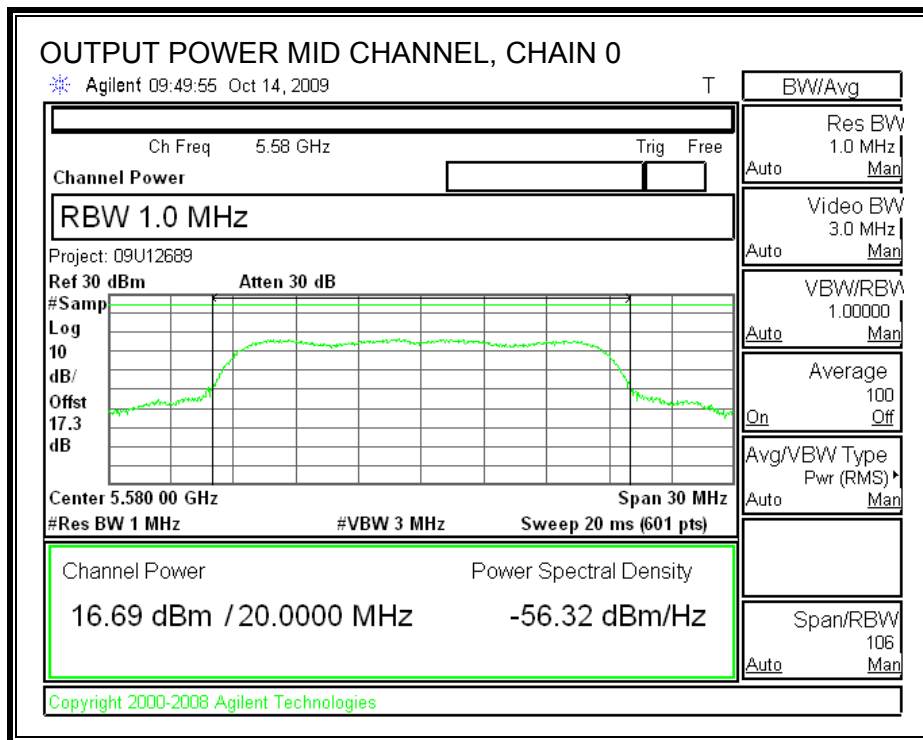 OUTPUT POWER MID CHANNEL, CHAIN 0
Agilent 09:49:55 Oct 14, 2009 T
Ch Freq 5.58 GHz Trig Free
Channel Power
RBW 1.0 MHz
Project: 09U12689
Ref 30 dBm Atten 30 dB
#Samp
Log
10
dB/
Offst
17.3
dB
Center 5.580 00 GHz Span 30 MHz
#Res BW 1 MHz #VBW 3 MHz Sweep 20 ms (601 pts)
Channel Power Power Spectral Density
16.69 dBm / 20.0000 MHz -56.32 dBm/Hz
Copyright 2000-2008 Agilent Technologies
BW/Avg
Res BW
1.0 MHz
Auto Man
Video BW
3.0 MHz
Auto Man
VBW/RBW
1.00000
Auto Man
Average
100
On Off
Avg/VBW Type
Pwr (RMS)
Auto Man
Span/RBW
106
Auto Man